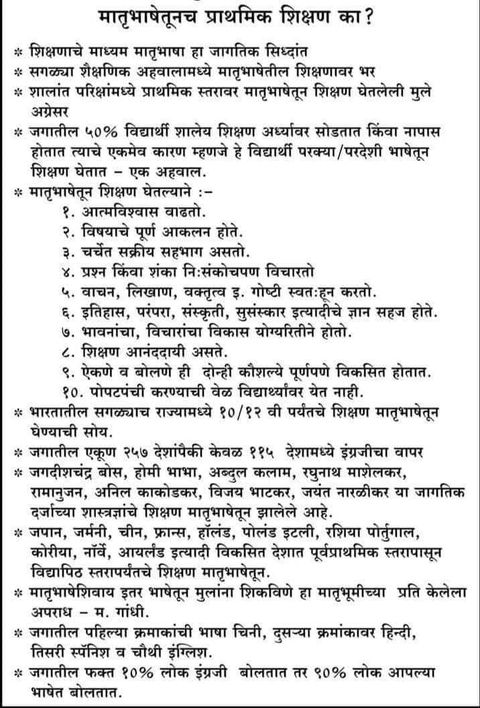 मातृभाषेतूनच प्राथमिक शिक्षण का?
* शिक्षणाचे माध्यम मातृभाषा हा जागतिक सिध्दांत
* सगळ्या शैक्षणिक अहवालामध्ये मातृभाषेतील शिक्षणावर भर
* शालांत परिक्षांमध्ये प्राथमिक स्तरावर मातृभाषेतून शिक्षण घेतलेली मुले
अग्रेसर
* जगातील ५०% विद्यार्थी शालेय शिक्षण अर्ध्यावर सोडतात किंवा नापास
होतात त्याचे एकमेव कारण म्हणजे हे विद्यार्थी परक्या/परदेशी भाषेतून
शिक्षण घेतात - एक अहवाल.
* मातृभाषेतून शिक्षण घेतल्याने :-
१. आत्मविश्वास वाढतो.
२. विषयाचे पूर्ण आकलन होते.
३. चर्चेत सक्रीय सहभाग असतो.
४. प्रश्न किंवा शंका नि:संकोचपण विचारतो
५. वाचन, लिखाण, वक्तृत्व इ. गोष्टी स्वत:हून करतो.
६. इतिहास, परंपरा, संस्कृती, सुसंस्कार इत्यादीचे ज्ञान सहज होते.
७. भावनांचा, विचारांचा विकास योग्यरितीने होतो.
८. शिक्षण आनंददायी असते.
९. ऐकणे व बोलणे ही दोन्ही कौशल्ये पूर्णपणे विकसित होतात.
१०. पोपटपंची करण्याची वेळ विद्यार्थ्यांवर येत नाही.
* भारतातील सगळ्याच राज्यामध्ये १०/१२ वी पर्यंतचे शिक्षण मातृभाषेतून
घेण्याची सोय.
* जगातील एकूण २५७ देशांपैकी केवळ ११५ देशामध्ये इंग्रजीचा वापर
* जगदीशचंद्र बोस, होमी भाभा, अब्दुल कलाम, रघुनाथ माशेलकर,
रामानुजन, अनिल काकोडकर, विजय भाटकर, जयंत नारळीकर या जागतिक
दर्जाच्या शास्त्रज्ञांचे शिक्षण मातृभाषेतून झालेले आहे.
* जपान, जर्मनी, चीन, फ्रान्स, हॉलंड, पोलंड इटली, रशिया पोर्तुगाल,
कोरीया, नॉर्वे, आयर्लंड इत्यादी विकसित देशात पूर्वप्राथमिक स्तरापासून
विद्यापिठ स्तरापर्यंतचे शिक्षण मातृभाषेतून.
* मातृभाषेशिवाय इतर भाषेतून मुलांना शिकविणे हा मातृभूमीच्या प्रति केलेला
अपराध - म. गांधी.
* जगातील पहिल्या क्रमाकांची भाषा चिनी, दुसऱ्या क्रमांकावर हिन्दी,
तिसरी स्पॅनिश व चौथी इंग्लिश.
* जगातील फक्त १०% लोक इंग्रजी बोलतात तर ९०% लोक आपल्या
भाषेत बोलतात.